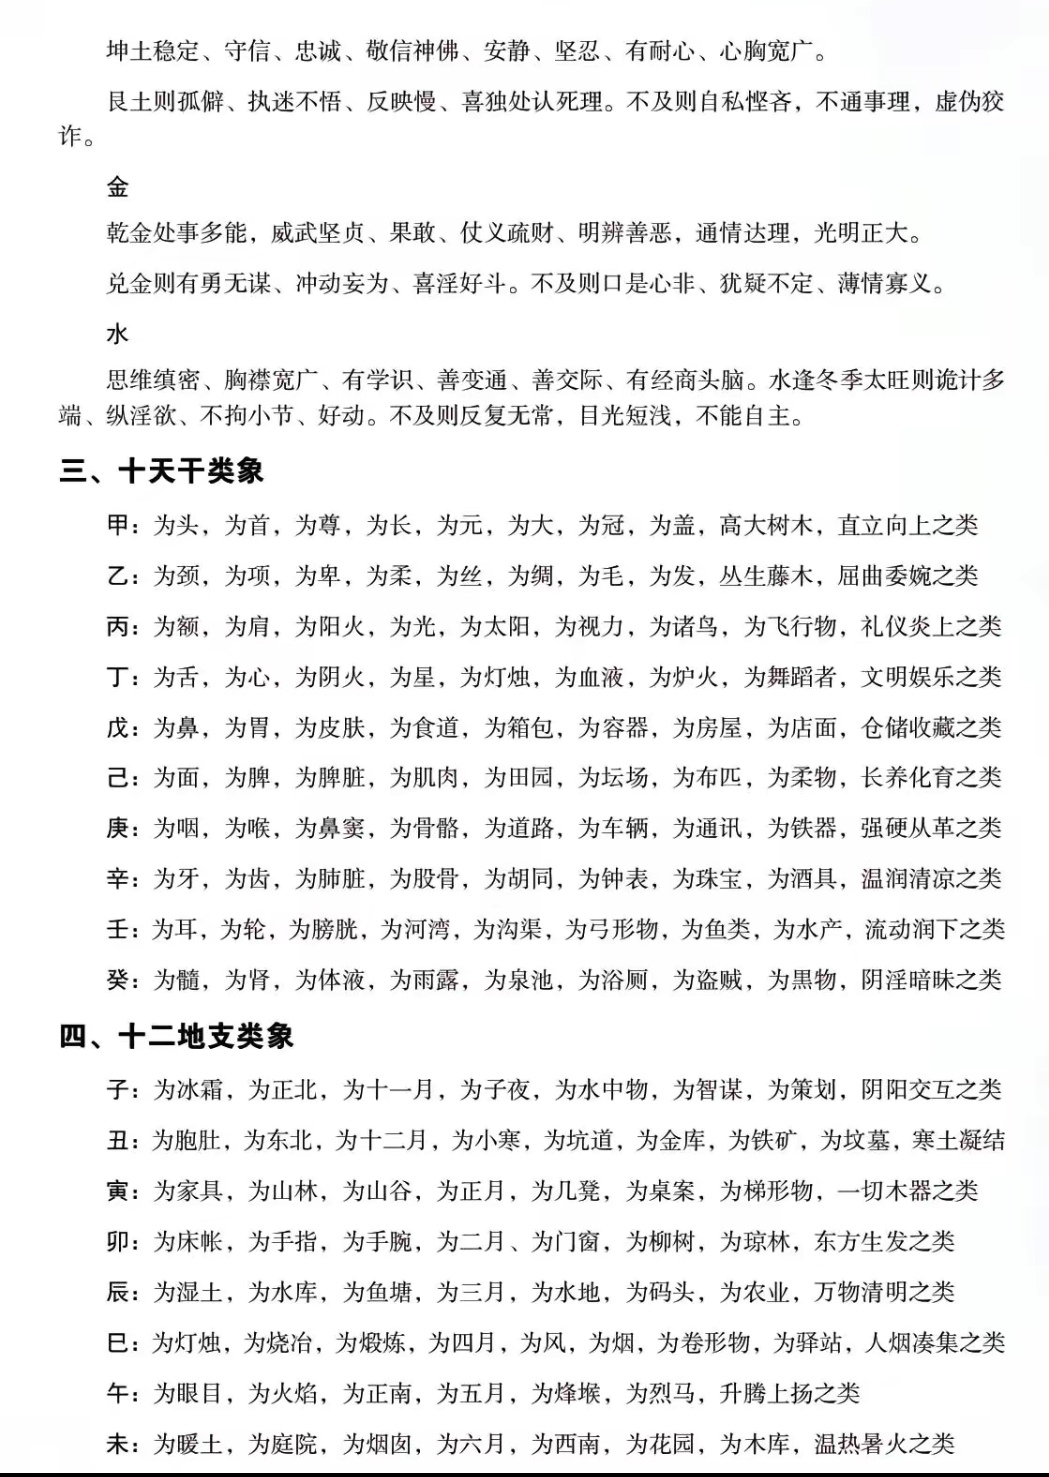 坤土稳定、守信、忠诚、敬信神佛、安静、坚忍、有耐心、心胸宽广。
艮土则孤僻、执迷不悟、反映慢、喜独处认死理。不及则自私悭吝，不通事理，虚伪狡
诈。
金
乾金处事多能，威武坚贞、果敢、仗义疏财、明辨善恶，通情达理，光明正大。
兑金则有勇无谋、冲动妄为、喜淫好斗。不及则口是心非、犹疑不定、薄情寡义。
水
思维缜密、胸襟宽广、有学识、善变通、善交际、有经商头脑。水逢冬季太旺则诡计多
端、纵淫欲、不拘小节、好动。不及则反复无常，目光短浅，不能自主。
三、十天干类象
甲：为头，为首，为尊，为长，为元，为大，为冠，为盖，高大树木，直立向上之类
乙：为颈，为项，为卑，为柔，为丝，为绸，为毛，为发，丛生藤木，屈曲委婉之类
丙：为额，为肩，为阳火，为光，为太阳，为视力，为诸鸟，为飞行物，礼仪炎上之类
丁：为舌，为心，为阴火，为星，为灯烛，为血液，为炉火，为舞蹈者，文明娱乐之类
戊：为鼻，为胃，为皮肤，为食道，为箱包，为容器，为房屋，为店面，仓储收藏之类
己：为面，为脾，为脾脏，为肌肉，为田园，为坛场，为布匹，为柔物，长养化育之类
庚：为咽，为喉，为鼻窦，为骨骼，为道路，为车辆，为通讯，为铁器，强硬从革之类
辛：为牙，为齿，为肺脏，为股骨，为胡同，为钟表，为珠宝，为酒具，温润清凉之类
壬：为耳，为轮，为膀胱，为河湾，为沟渠，为弓形物，为鱼类，为水产，流动润下之类
癸：为髓，为肾，为体液，为雨露，为泉池，为浴厕，为盗贼，为黑物，阴淫暗昧之类
四、十二地支类象
子：为冰霜，为正北，为十一月，为子夜，为水中物，为智谋，为策划，阴阳交互之类
丑：为胞肚，为东北，为十二月，为小寒，为坑道，为金库，为铁矿，为坟墓，寒土凝结
寅：为家具，为山林，为山谷，为正月，为几凳，为桌案，为梯形物，一切木器之类
卯：为床帐，为手指，为手腕，为二月、为门窗，为柳树，为琼林，东方生发之类
辰：为湿土，为水库，为鱼塘，为三月，为水地，为码头，为农业，万物清明之类
巳：为灯烛，为烧冶，为煅炼，为四月，为风，为烟，为卷形物，为驿站，人烟凑集之类
午：为眼目，为火焰，为正南，为五月，为烽堠，为烈马，升腾上扬之类
未：为暖土，为庭院，为烟囱，为六月，为西南，为花园，为木库，温热暑火之类